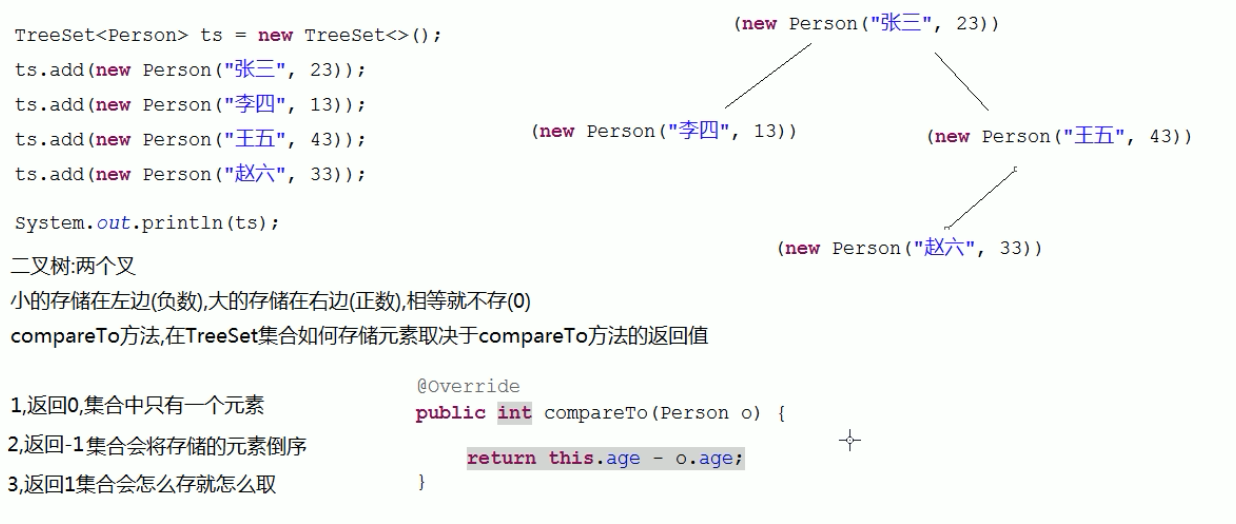 TreeSet<Person> ts = new TreeSet<>();
ts.add(new Person("张三", 23));
ts.add(new Person("李四", 13));
ts.add(new Person("王五", 43));
ts.add(new Person("赵六", 33));
System.out.println(ts);
(new Person("张三", 23))
(new Person("李四", 13))
(new Person("王五", 43))
(new Person("赵六", 33))
二叉树:两个叉
小的存储在左边(负数),大的存储在右边(正数),相等就不存(0)
compareTo方法,在TreeSet集合如何存储元素取决于compareTo方法的返回值
1,返回0,集合中只有一个元素
2,返回-1集合会将存储的元素倒序
3,返回1集合会怎么存就怎么取
@Override
public int compareTo(Person o) {
return this.age - o.age;
}